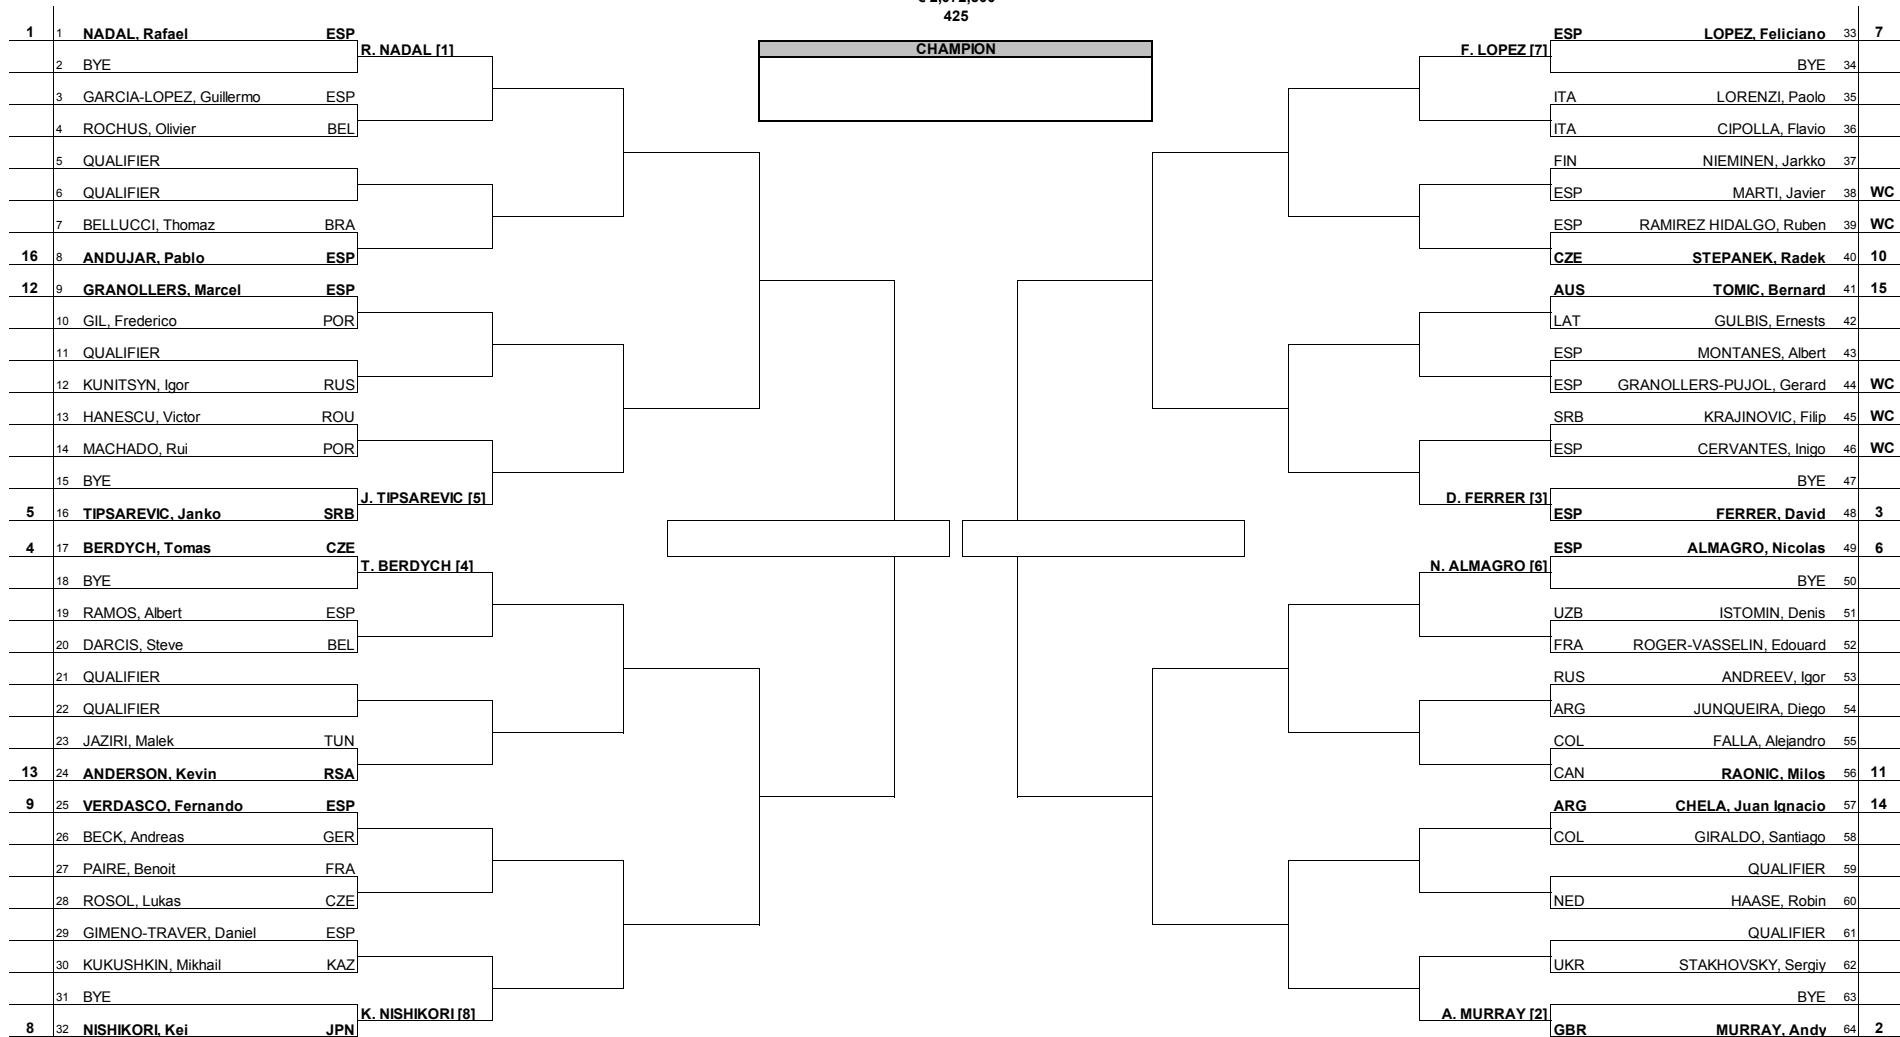 425
CHAMPION
1 1 NADAL, Rafael ESP
R. NADAL [1]
2 BYE
3 GARCIA-LOPEZ, Guillermo ESP
4 ROCHUS, Olivier BEL
5 QUALIFIER
6 QUALIFIER
7 BELLUCCI, Thomaz BRA
16 8 ANDUJAR, Pablo ESP
12 9 GRANOLLERS, Marcel ESP
10 GIL, Frederico POR
11 QUALIFIER
12 KUNITSYN, Igor RUS
13 HANESCU, Victor ROU
14 MACHADO, Rui POR
15 BYE
J. TIPSAREVIC [5]
5 16 TIPSAREVIC, Janko SRB
4 17 BERDYCH, Tomas CZE
T. BERDYCH [4]
18 BYE
19 RAMOS, Albert ESP
20 DARCIS, Steve BEL
21 QUALIFIER
22 QUALIFIER
23 JAZIRI, Malek TUN
13 24 ANDERSON, Kevin RSA
9 25 VERDASCO, Fernando ESP
26 BECK, Andreas GER
27 PAIRE, Benoit FRA
28 ROSOL, Lukas CZE
29 GIMENO-TRAVER, Daniel ESP
30 KUKUSHKIN, Mikhail KAZ
31 BYE
K. NISHIKORI [8]
8 32 NISHIKORI, Kei JPN
ESP LOPEZ, Feliciano 33 7
F. LOPEZ [7]
BYE 34
ITA LORENZI, Paolo 35
ITA CIPOLLA, Flavio 36
FIN NIEMINEN, Jarkko 37
ESP MARTI, Javier 38 WC
ESP RAMIREZ HIDALGO, Ruben 39 WC
CZE STEPANEK, Radek 40 10
AUS TOMIC, Bernard 41 15
LAT GULBIS, Ernests 42
ESP MONTANES, Albert 43
ESP GRANOLLERS-PUJOL, Gerard 44 WC
SRB KRAJINOVIC, Filip 45 WC
ESP CERVANTES, Inigo 46 WC
BYE 47
D. FERRER [3]
ESP FERRER, David 48 3
ESP ALMAGRO, Nicolas 49 6
N. ALMAGRO [6]
BYE 50
UZB ISTOMIN, Denis 51
FRA ROGER-VASSELIN, Edouard 52
RUS ANDREEV, Igor 53
ARG JUNQUEIRA, Diego 54
COL FALLA, Alejandro 55
CAN RAONIC, Milos 56 11
ARG CHELA, Juan Ignacio 57 14
COL GIRALDO, Santiago 58
QUALIFIER 59
NED HAASE, Robin 60
QUALIFIER 61
UKR STAKHOVSKY, Sergiy 62
BYE 63
A. MURRAY [2]
GBR MURRAY, Andy 64 2